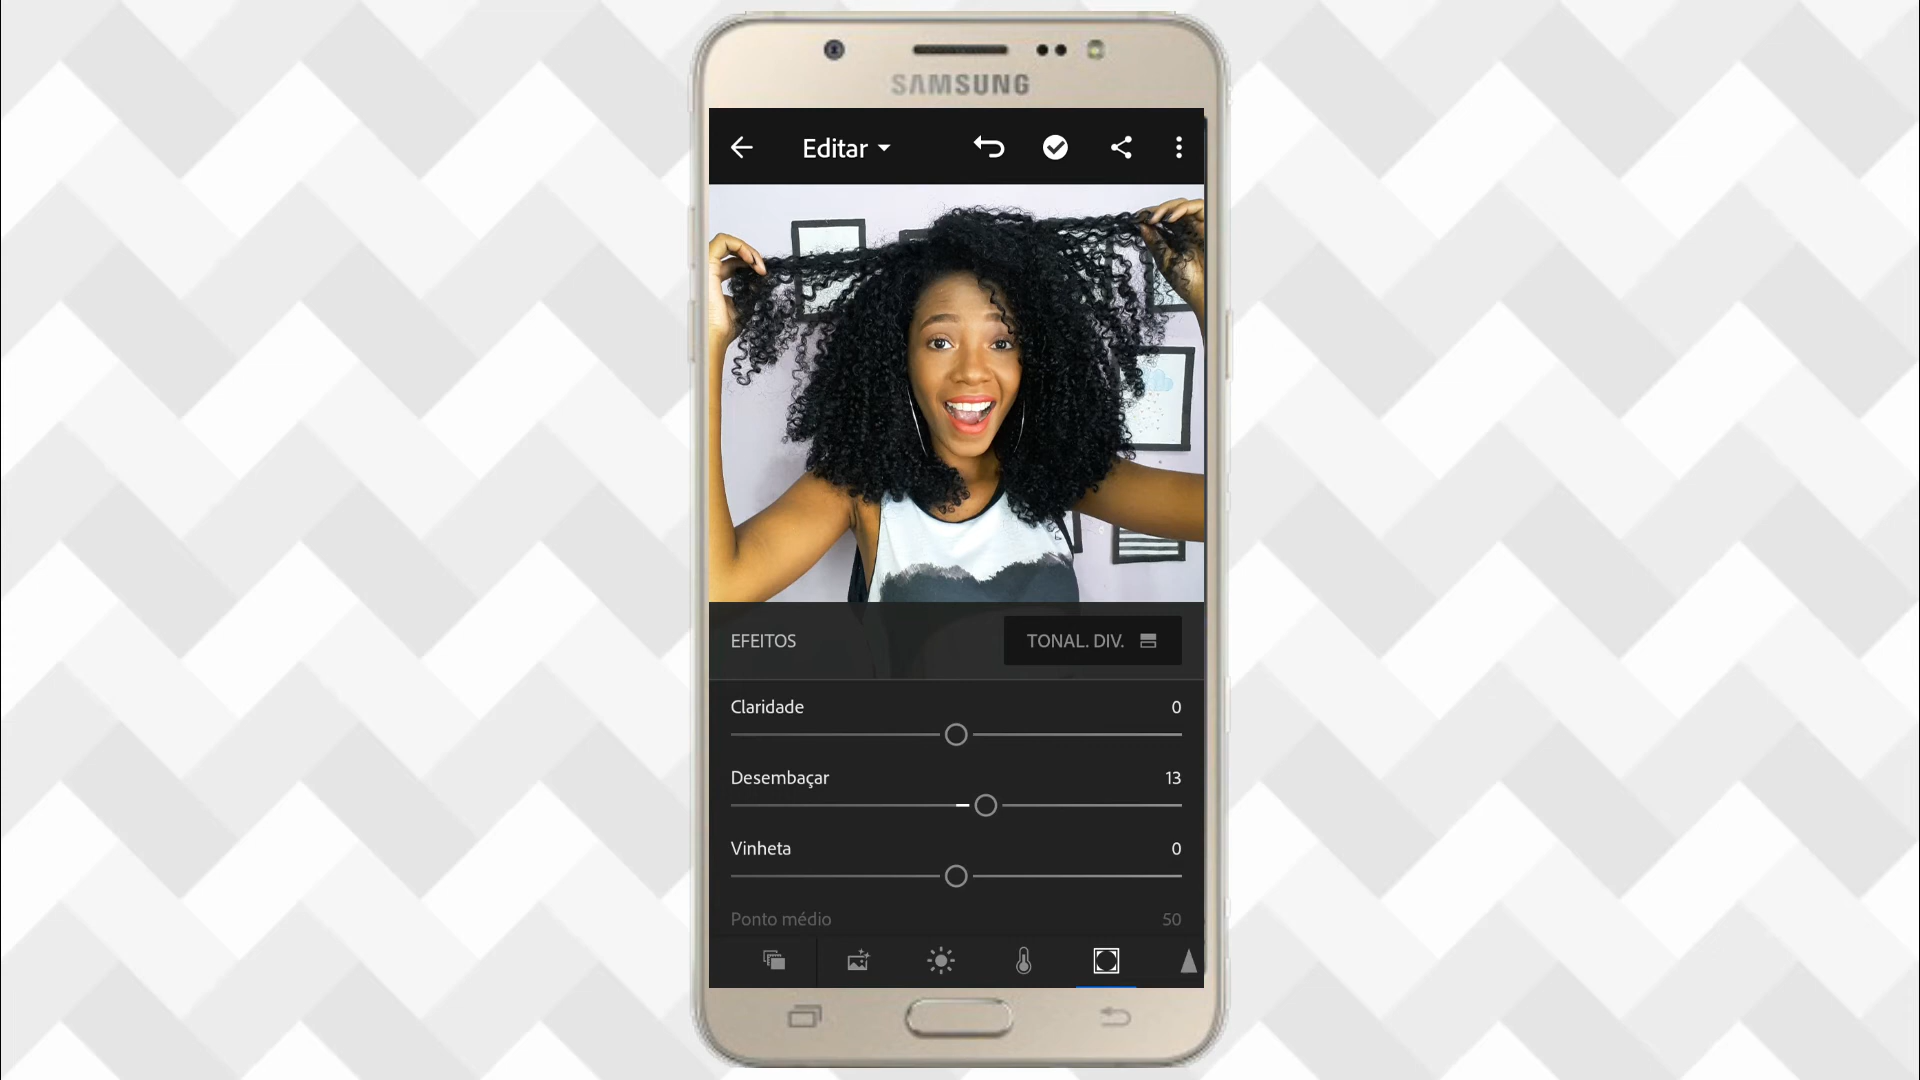 SAMSUNG
Editar
EFEITOS
TONAL. DIV.
Claridade 0
Desembaçar 13
Vinheta 0
Ponto médio 50